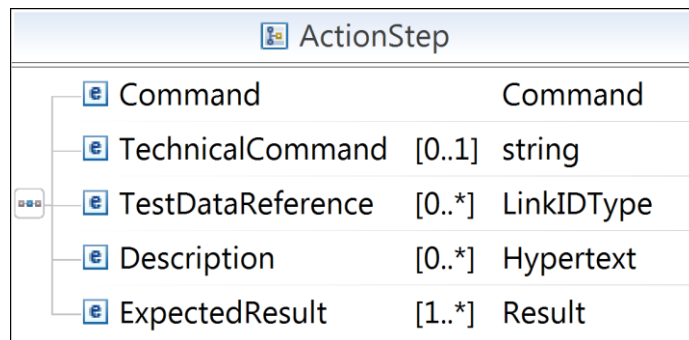 ActionStep
e Command Command
e TechnicalCommand [0..1] string
e TestDataReference [0..*] LinkIDType
e Description [0..*] Hypertext
e ExpectedResult [1..*] Result